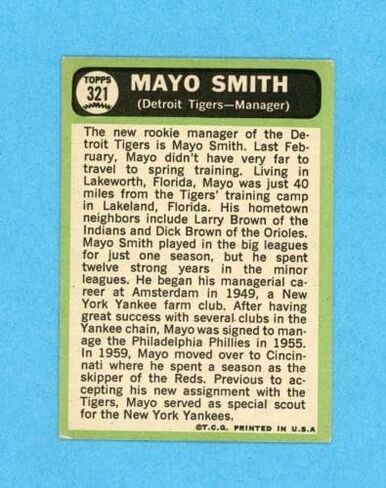 TOPPS
321
MAYO SMITH
(Detroit Tigers—Manager)
The new rookie manager of the De-
troit Tigers is Mayo Smith. Last Feb-
ruary, Mayo didn't have very far to
travel to spring training. Living in
Lakeworth, Florida, Mayo was just 40
miles from the Tigers' training camp
in Lakeland, Florida. His hometown
neighbors include Larry Brown of the
Indians and Dick Brown of the Orioles.
Mayo Smith played in the big leagues
for just one season, but he spent
twelve strong years in the minor
leagues. He began his managerial ca-
reer at Amsterdam in 1949, a New
York Yankee farm club. After having
great success with several clubs in the
Yankee chain, Mayo was signed to man-
age the Philadelphia Phillies in 1955.
In 1959, Mayo moved over to Cincin-
nati where he spent a season as the
skipper of the Reds. Previous to ac-
cepting his new assignment with the
Tigers, Mayo served as special scout
for the New York Yankees.
©T.C.G. PRINTED IN U.S.A